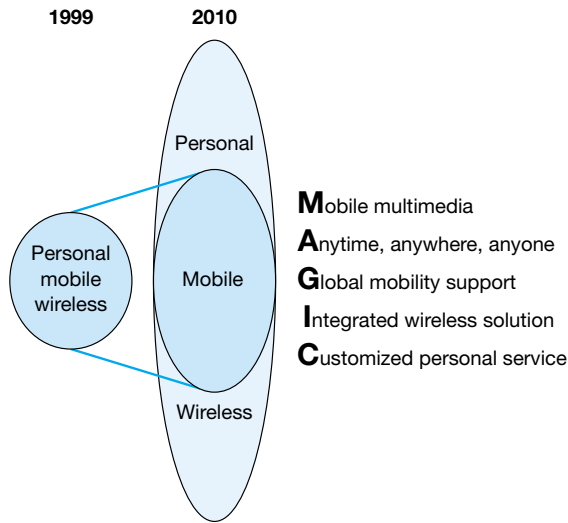 1999
2010
Personal
Personal
mobile
wireless
Mobile
Wireless
Mobile multimedia
Anytime, anywhere, anyone
Global mobility support
Integrated wireless solution
Customized personal service